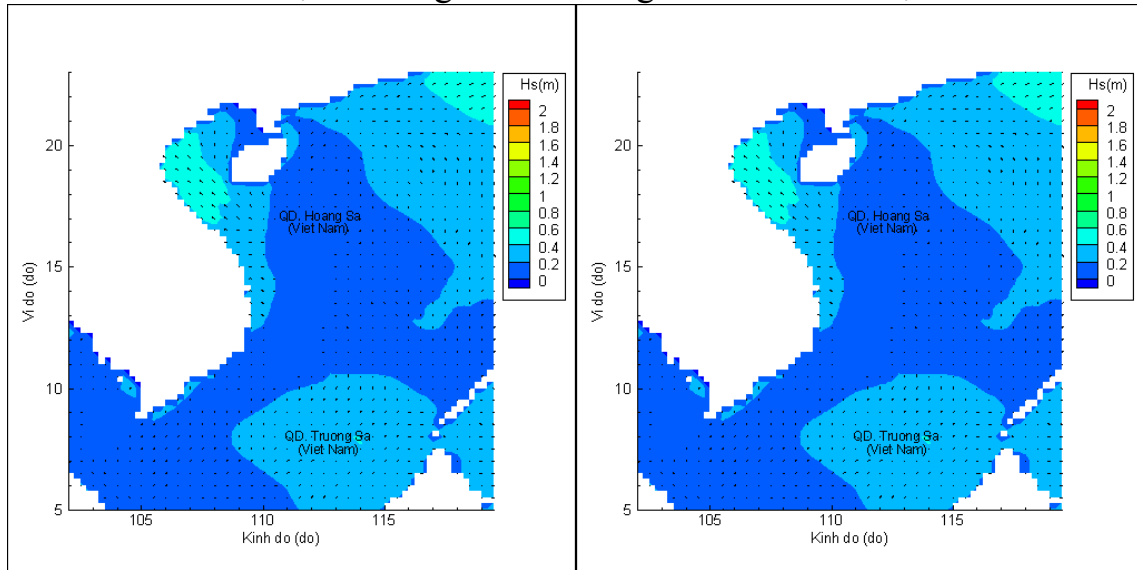 Hs(m)
2
1.8
1.6
1.4
1.2
1
0.8
0.6
0.4
0.2
0
20
15
10
5
Vi do (do)
QD. Hoang Sa
(Viet Nam)
QD. Truong Sa
(Viet Nam)
105
110
115
Kinh do (do)
Hs(m)
2
1.8
1.6
1.4
1.2
1
0.8
0.6
0.4
0.2
0
20
15
10
5
Vi do (do)
QD. Hoang Sa
(Viet Nam)
QD. Truong Sa
(Viet Nam)
105
110
115
Kinh do (do)